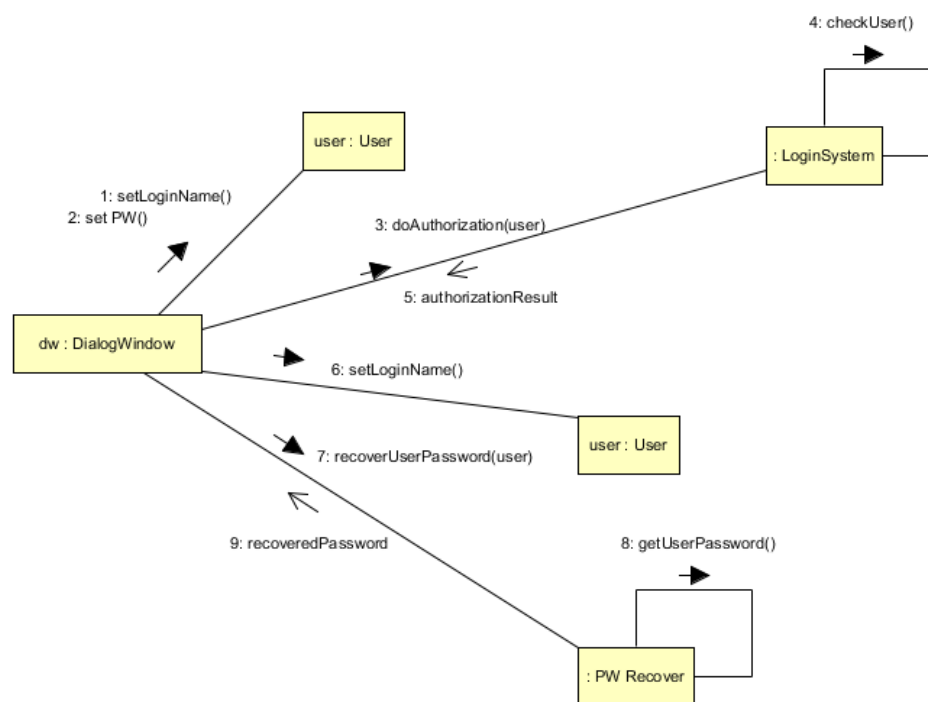 4: checkUser()
3: doAuthorization(user)
user : User
: LoginSystem
1: setLoginName()
2: set PW()
5: authorizationResult
dw : DialogWindow
6: setLoginName()
user : User
7: recoverUserPassword(user)
9: recoveredPassword
8: getUserPassword()
: PW Recover